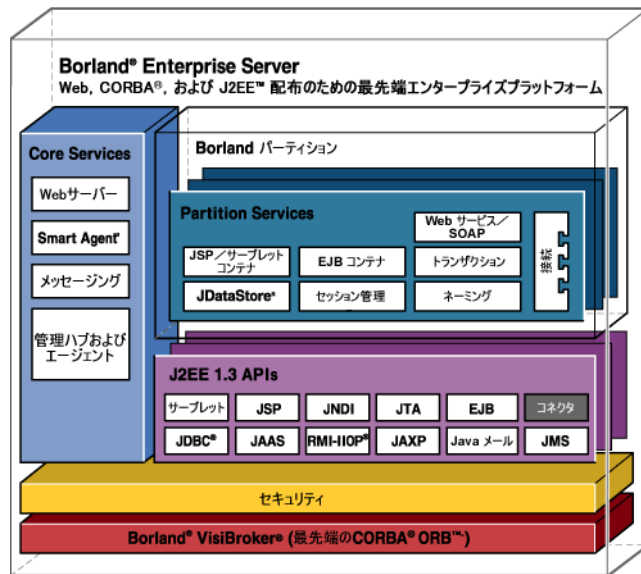 Borland® Enterprise Server
Web, CORBA®, および J2EE™ 配布のための最先端エンタープライズプラットフォーム
Core Services
Webサーバー
Smart Agent
メッセージング
管理ハブおよび
エージェント
Borland パーティション
Partition Services
Web サービス／
SOAP
JSP／サーブレット
コンテナ
EJB コンテナ
トランザクション
JDataStore
セッション管理
ネーミング
接続
J2EE 1.3 APIs
サーブレット
JSP
JNDI
JTA
EJB
コネクタ
JDBC®
JAAS
RMI-IIOP®
JAXP
Java メール
JMS
セキュリティ
Borland® VisiBroker® (最先端のCORBA® ORB™)